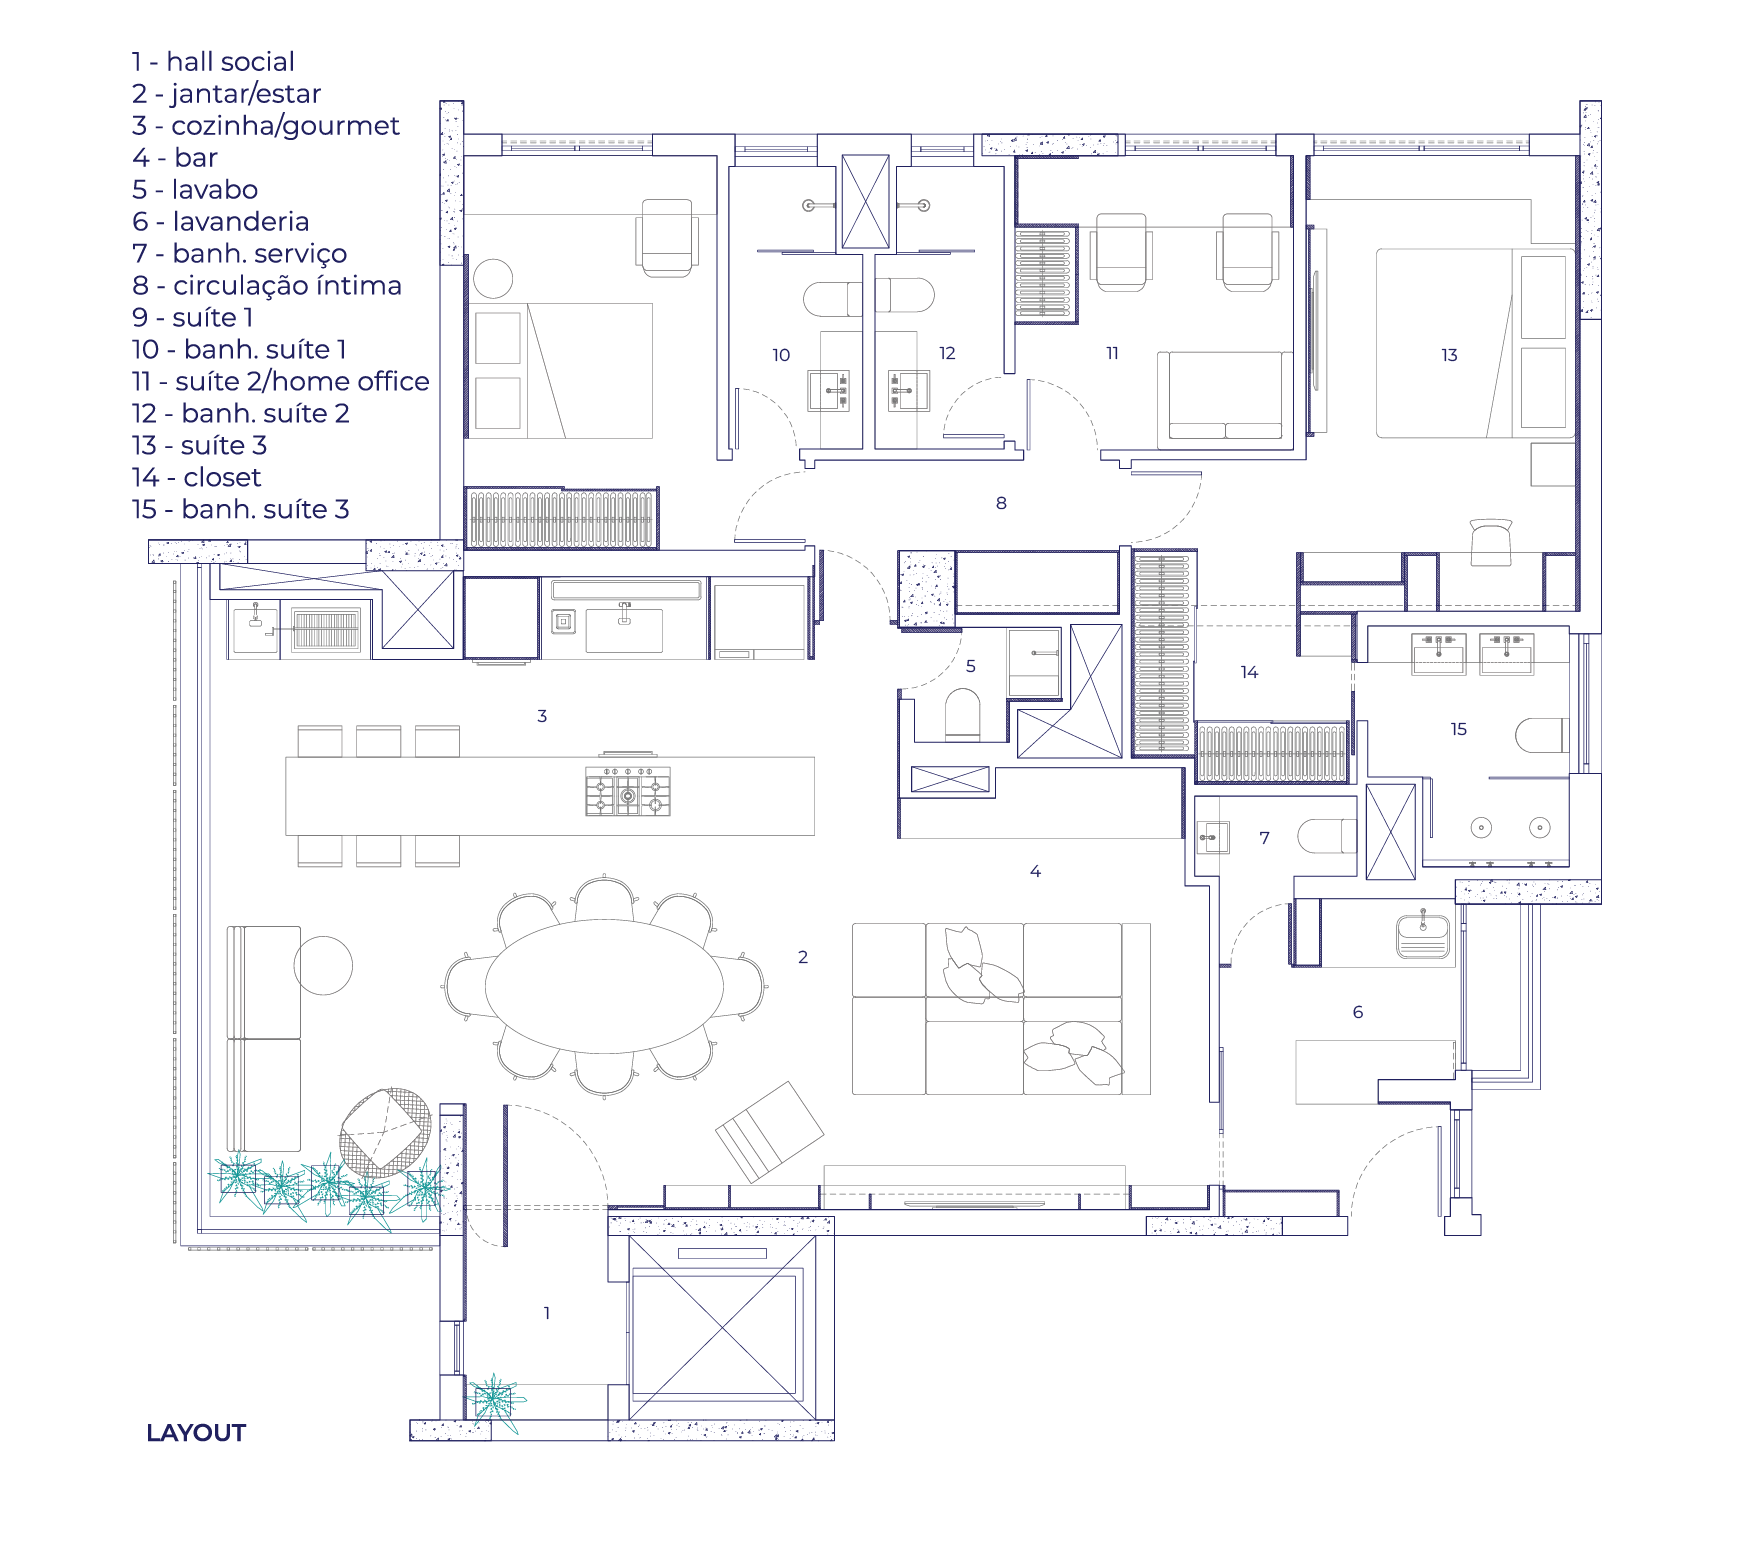 1 - hall social
2 - jantar/estar
3 - cozinha/gourmet
4 - bar
5 - lavabo
6 - lavanderia
7 - banh. serviço
8 - circulação íntima
9 - suíte 1
10 - banh. suíte 1
11 - suíte 2/home office
12 - banh. suíte 2
13 - suíte 3
14 - closet
15 - banh. suíte 3
10
12
11
13
8
5
14
3
15
7
4
2
6
1
LAYOUT